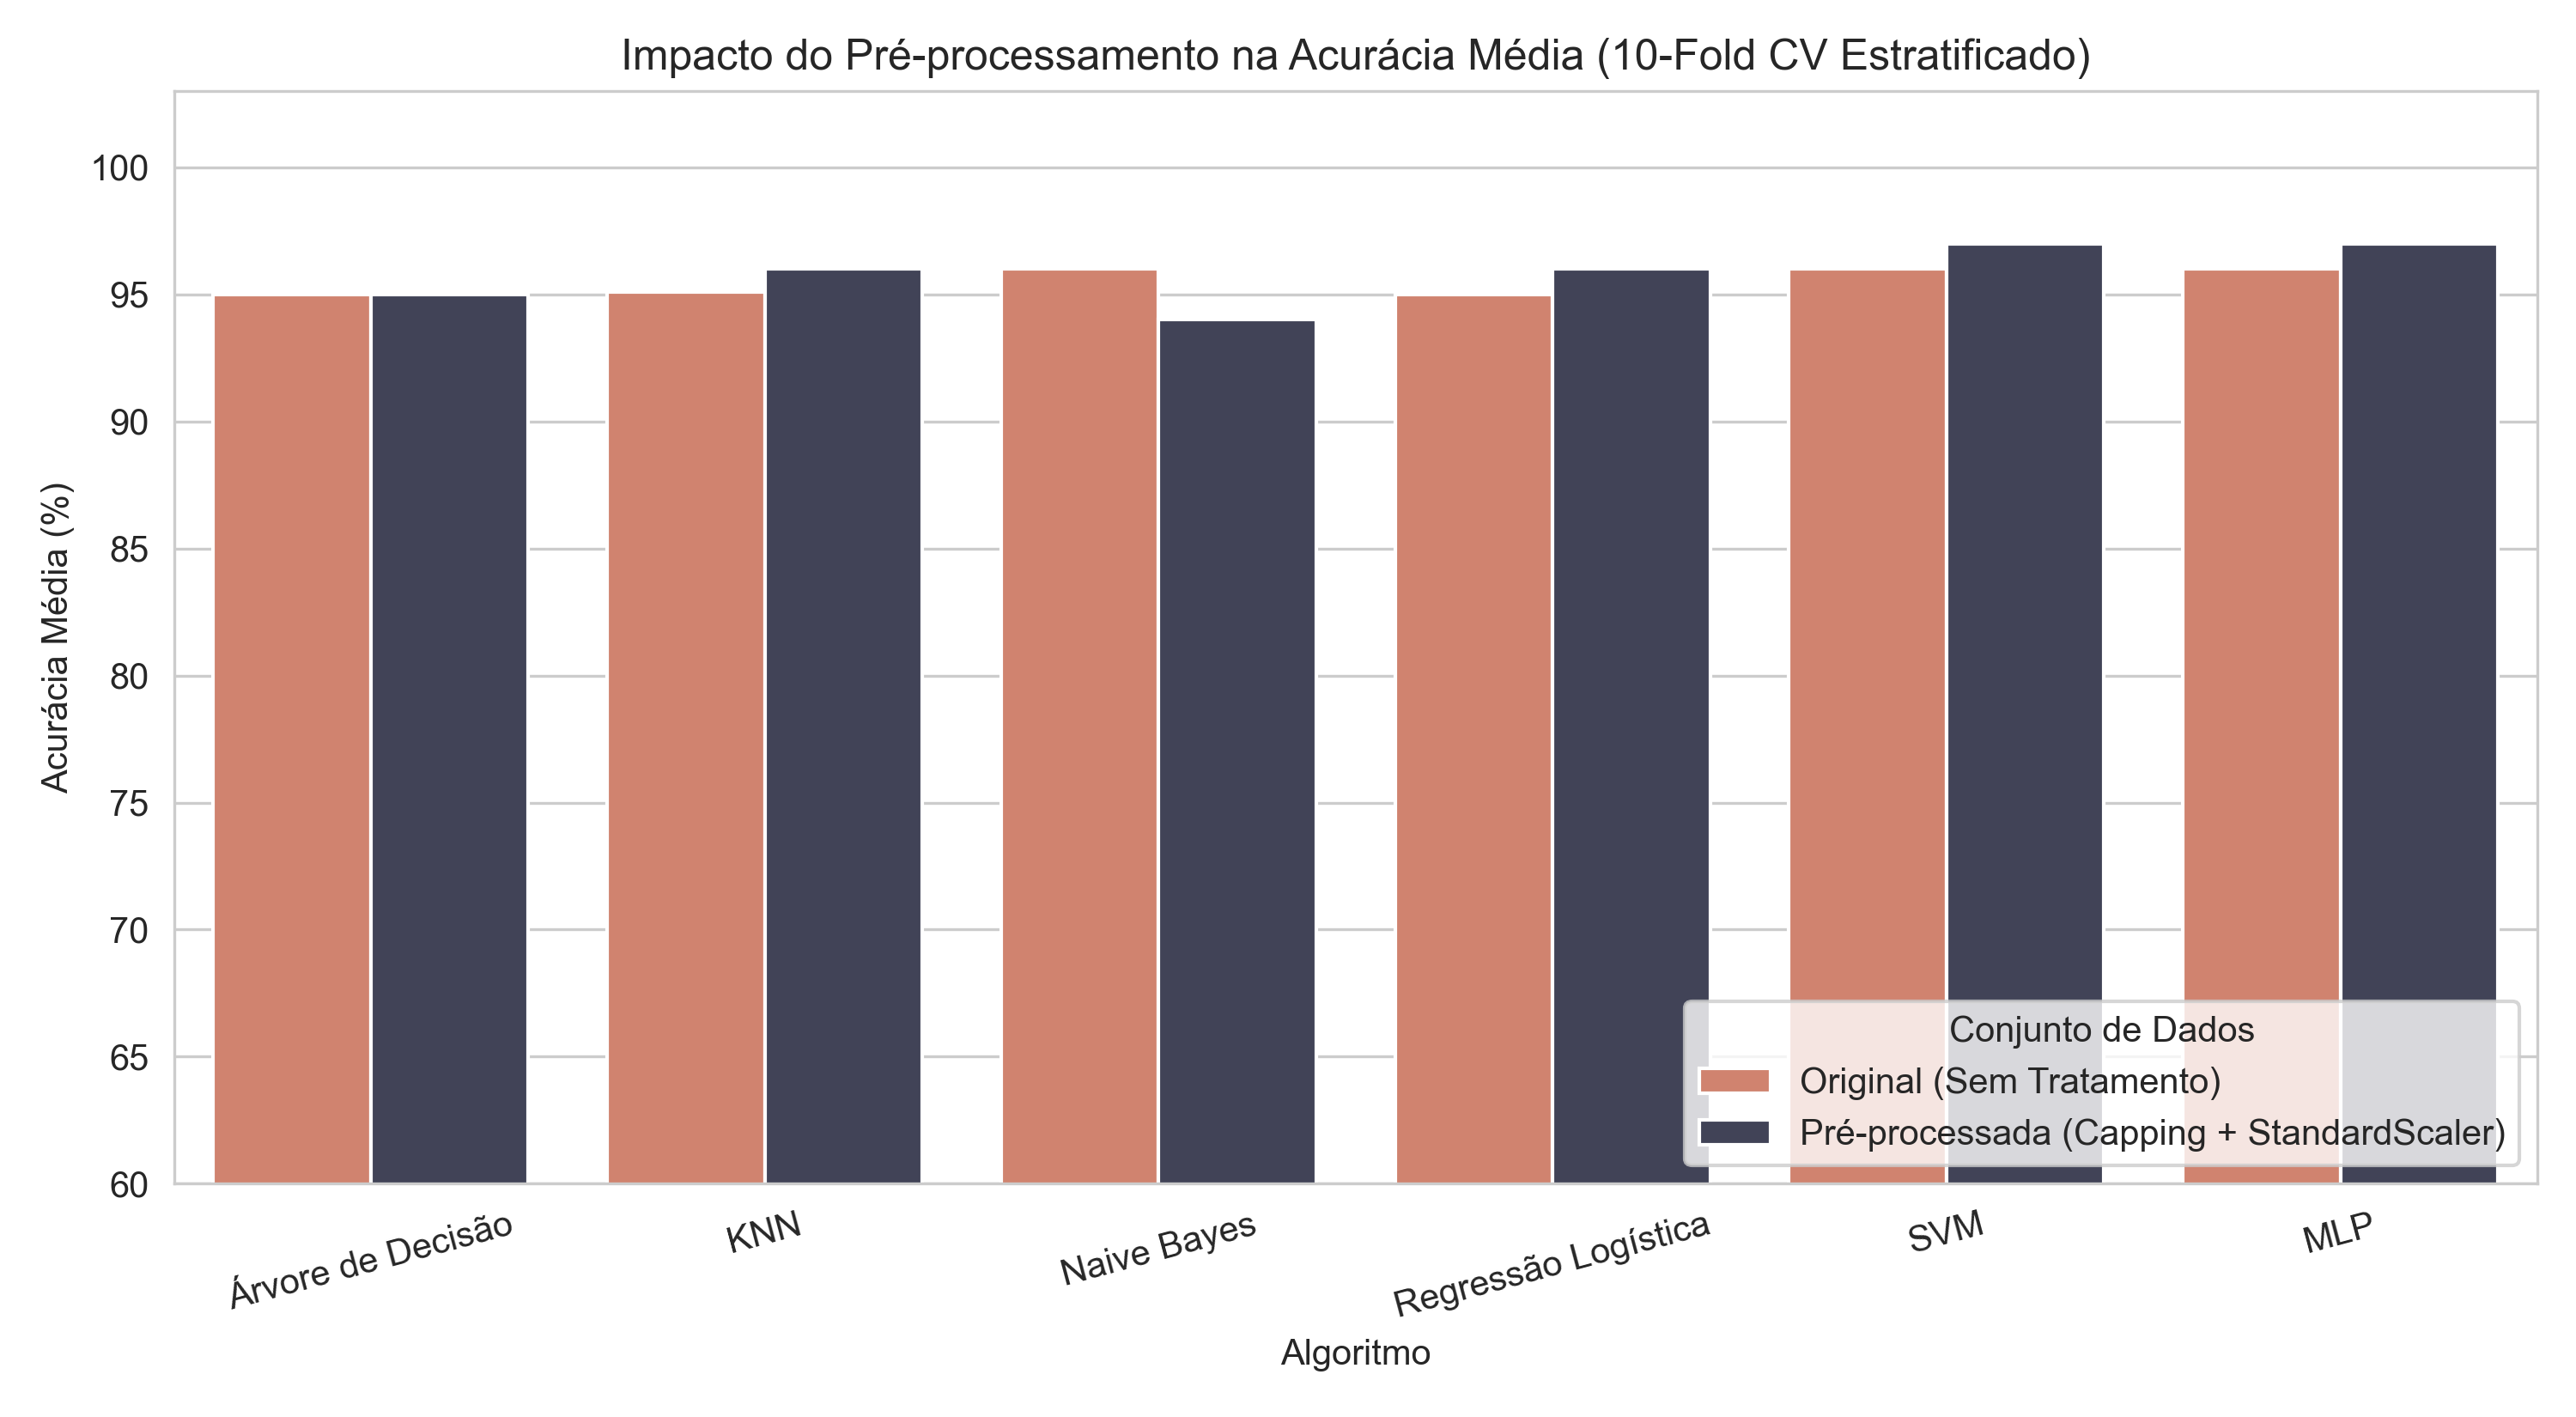 Impacto do Pré-processamento na Acurácia Média (10-Fold CV Estratificado)
Acurácia Média (%)
100
95
90
85
80
75
70
65
60
Conjunto de Dados
Original (Sem Tratamento)
Pré-processada (Capping + StandardScaler)
Árvore de Decisão
KNN
Naive Bayes
Regressão Logística
SVM
MLP
Algoritmo